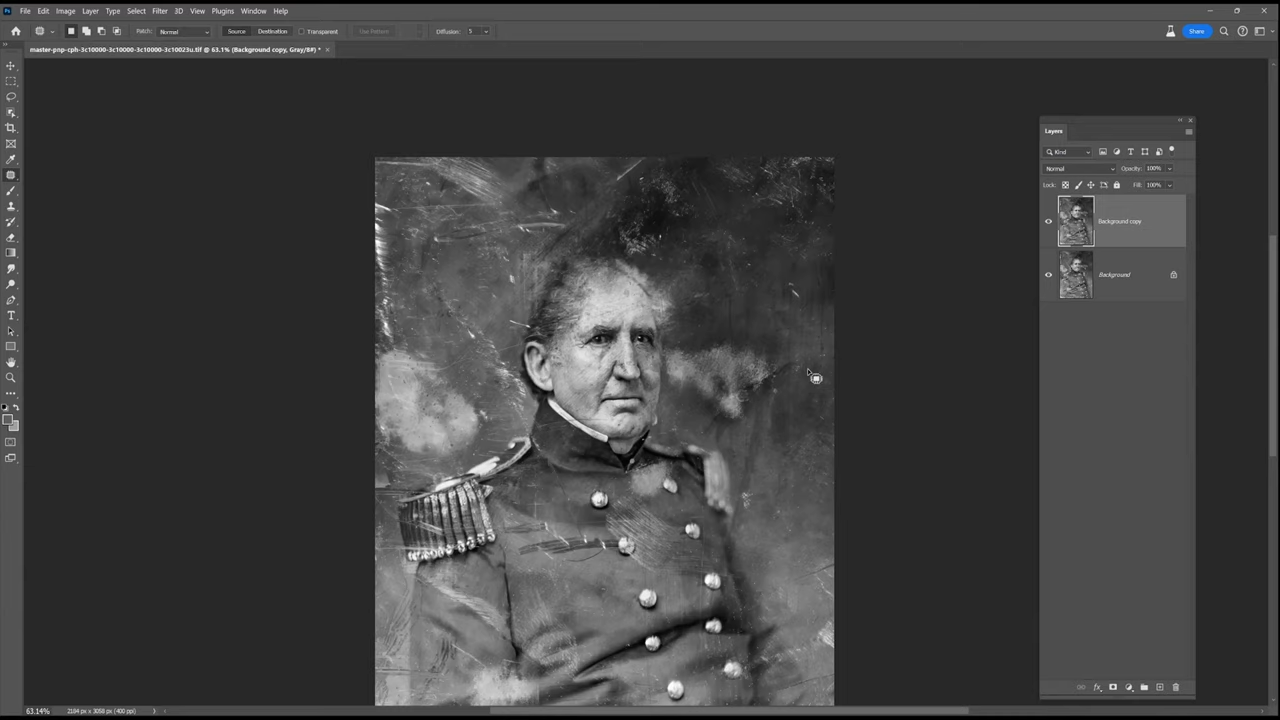 Ps File Edit Image Layer Type Select Filter 3D View Plugins Window Help
Patch: Normal Source Destination Transparent Use Pattern Diffusion: 5 Share
master-pnp-cph-3c10000-3c10000-3c10023u.tif @ 63.1% (Background copy, Gray/8#) * ×
Layers
Kind
Normal Opacity: 100%
Lock: Fill: 100%
Background copy
Background
fx
63.14% 2184 px x 3058 px (400 ppi)